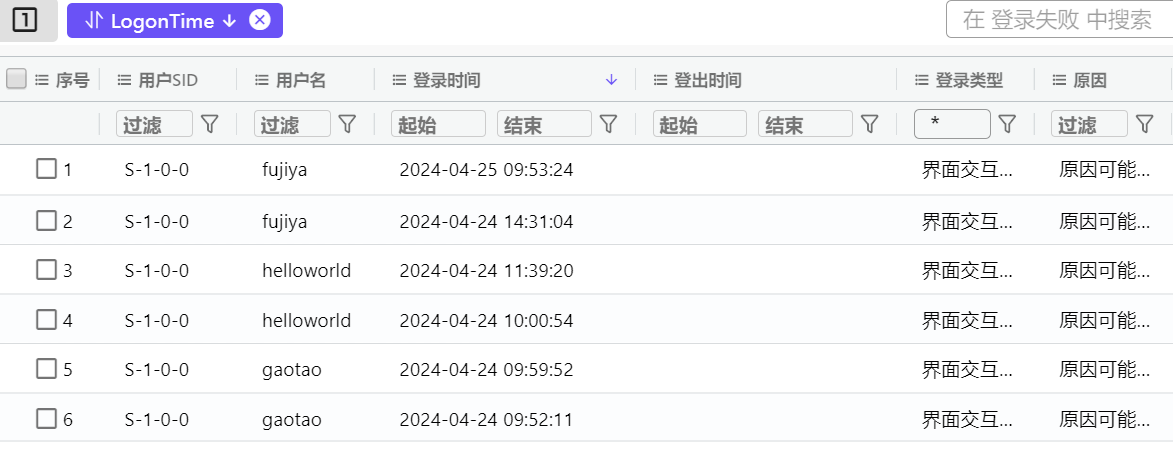 1 LogonTime 在 登录失败 中搜索
序号 用户SID 用户名 登录时间 登出时间 登录类型 原因
过滤 过滤 起始 结束 起始 结束 * 过滤
1 S-1-0-0 fujiya 2024-04-25 09:53:24 界面交互... 原因可能...
2 S-1-0-0 fujiya 2024-04-24 14:31:04 界面交互... 原因可能...
3 S-1-0-0 helloworld 2024-04-24 11:39:20 界面交互... 原因可能...
4 S-1-0-0 helloworld 2024-04-24 10:00:54 界面交互... 原因可能...
5 S-1-0-0 gaotao 2024-04-24 09:59:52 界面交互... 原因可能...
6 S-1-0-0 gaotao 2024-04-24 09:52:11 界面交互... 原因可能...